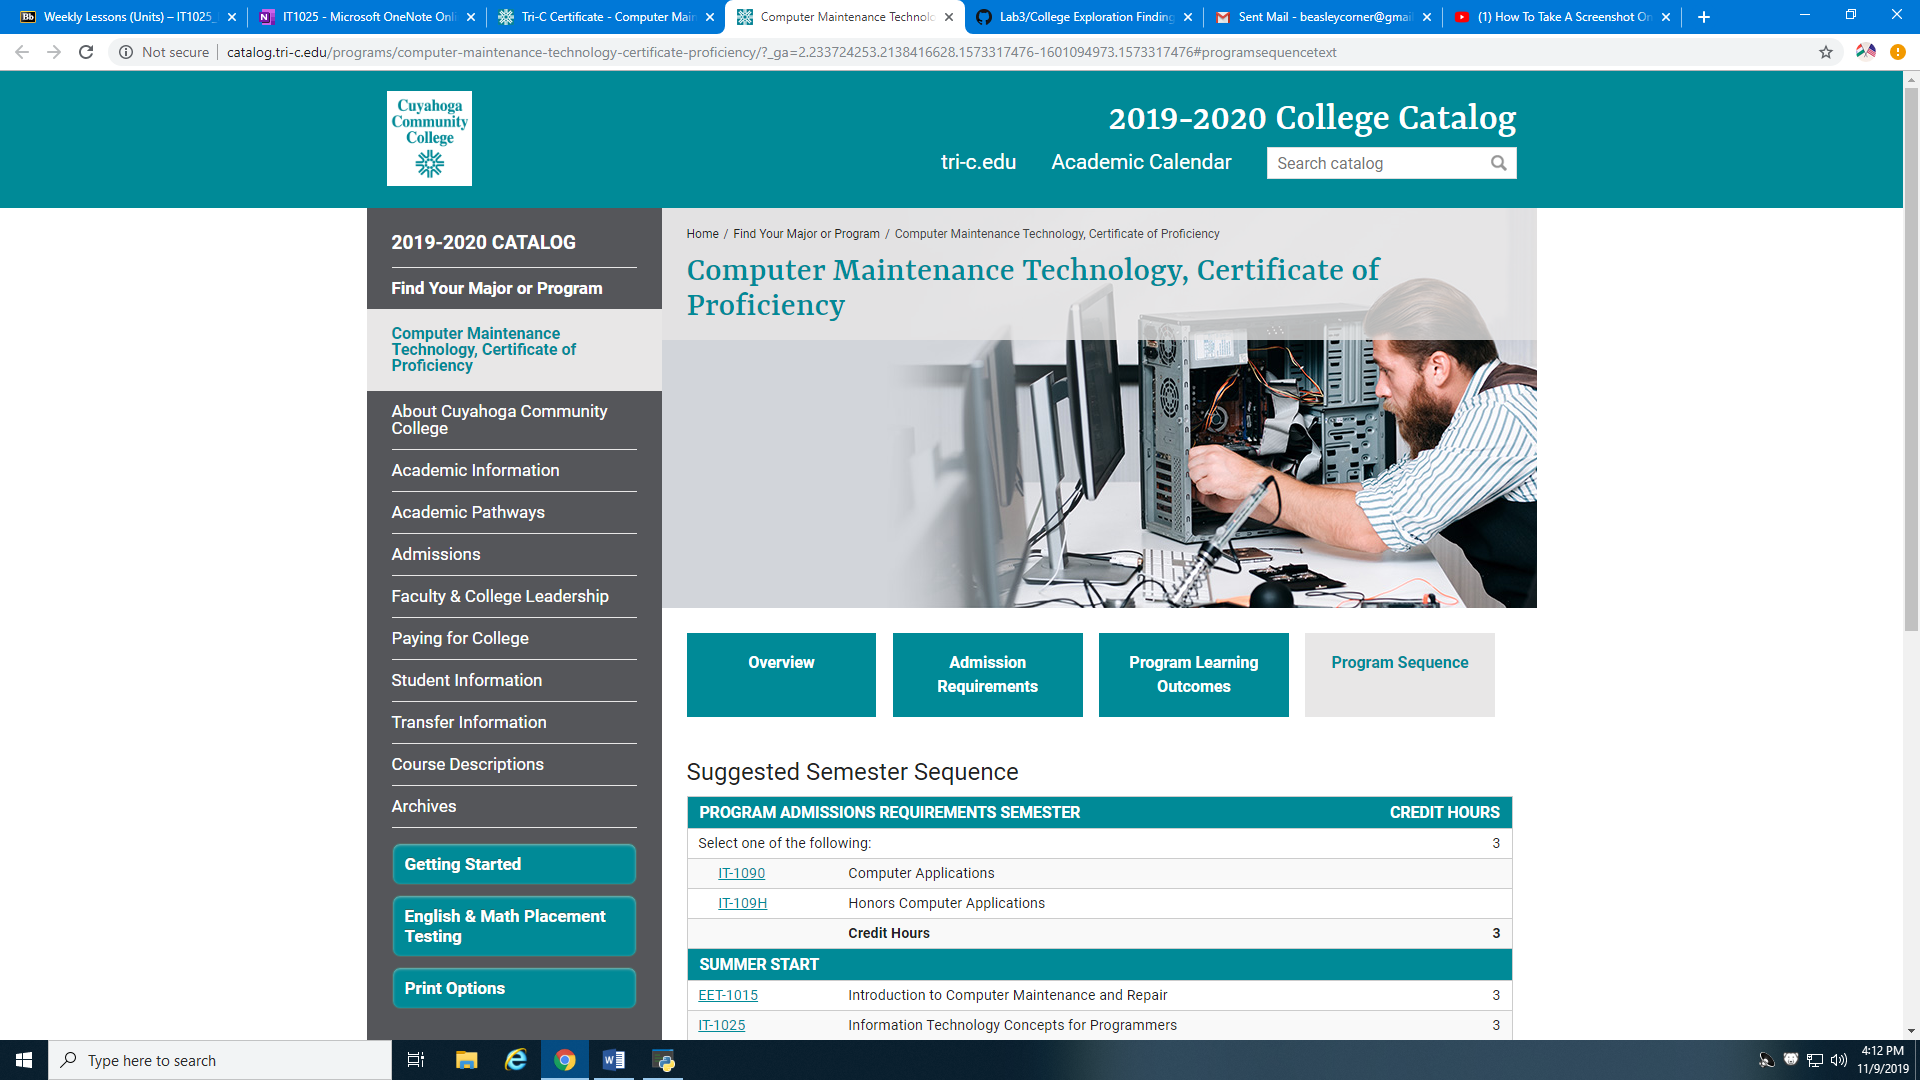 Weekly Lessons (Units) – IT1025_
IT1025 - Microsoft OneNote Onli
Tri-C Certificate - Computer Main
Computer Maintenance Technolo
Lab3/College Exploration Finding
Sent Mail - beasleycorner@gmail
(1) How To Take A Screenshot On
Not secure
catalog.tri-c.edu/programs/computer-maintenance-technology-certificate-proficiency/?_ga=2.233724253.2138416628.1573317476-1601094973.1573317476#programsequencetext
Cuyahoga
Community
College
2019-2020 College Catalog
tri-c.edu
Academic Calendar
Search catalog
2019-2020 CATALOG
Find Your Major or Program
Computer Maintenance
Technology, Certificate of
Proficiency
About Cuyahoga Community
College
Academic Information
Academic Pathways
Admissions
Faculty & College Leadership
Paying for College
Student Information
Transfer Information
Course Descriptions
Archives
Getting Started
English & Math Placement
Testing
Print Options
Home / Find Your Major or Program / Computer Maintenance Technology, Certificate of Proficiency
Computer Maintenance Technology, Certificate of
Proficiency
Overview
Admission
Requirements
Program Learning
Outcomes
Program Sequence
Suggested Semester Sequence
PROGRAM ADMISSIONS REQUIREMENTS SEMESTER CREDIT HOURS
Select one of the following: 3
IT-1090 Computer Applications
IT-109H Honors Computer Applications
Credit Hours 3
SUMMER START
EET-1015 Introduction to Computer Maintenance and Repair 3
IT-1025 Information Technology Concepts for Programmers 3
Type here to search
4:12 PM
11/9/2019